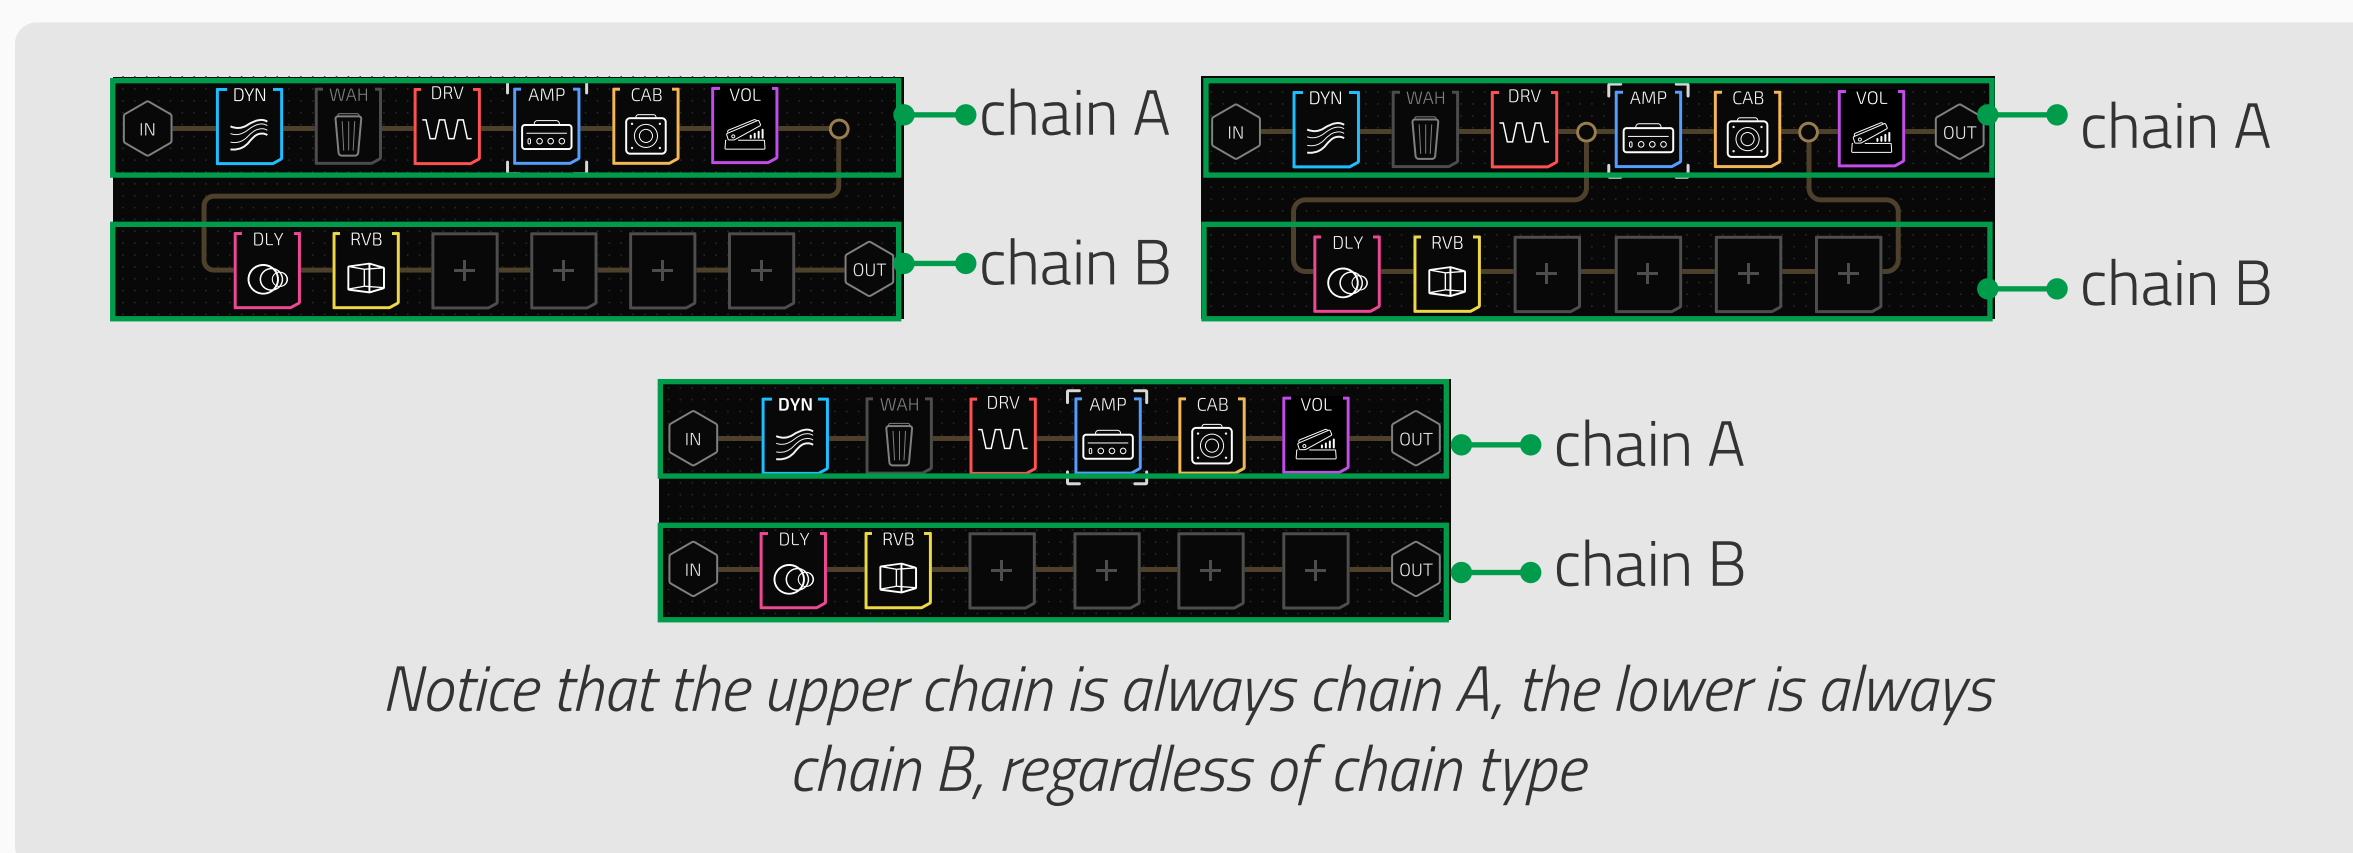 IN DYN WAH DRV AMP CAB VOL
chain A
DLY RVB + + + + OUT
chain B
IN DYN WAH DRV AMP CAB VOL OUT
chain A
DLY RVB + + + +
chain B
IN DYN WAH DRV AMP CAB VOL OUT
chain A
IN DLY RVB + + + + OUT
chain B
Notice that the upper chain is always chain A, the lower is always
chain B, regardless of chain type